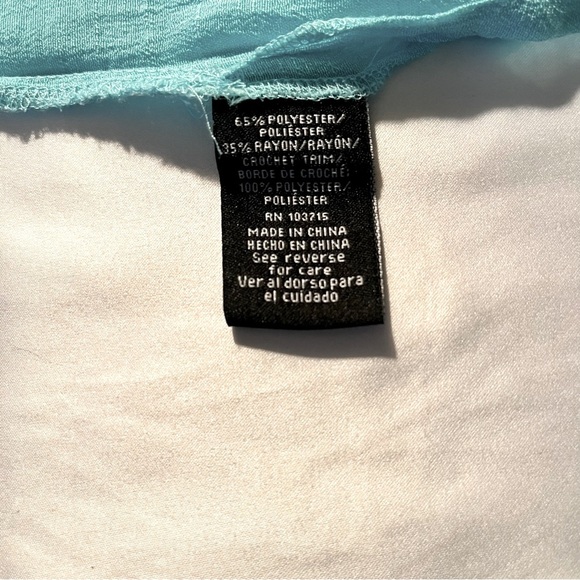 65% POLYESTER/
POLIÉSTER
35% RAYON/RAYÓN/
CROCHET TRIM/
BORDE DE CROCHÉ:
100% POLYESTER/
POLIÉSTER
RN 103715
MADE IN CHINA
HECHO EN CHINA
See reverse
for care
Ver al dorso para
el cuidado